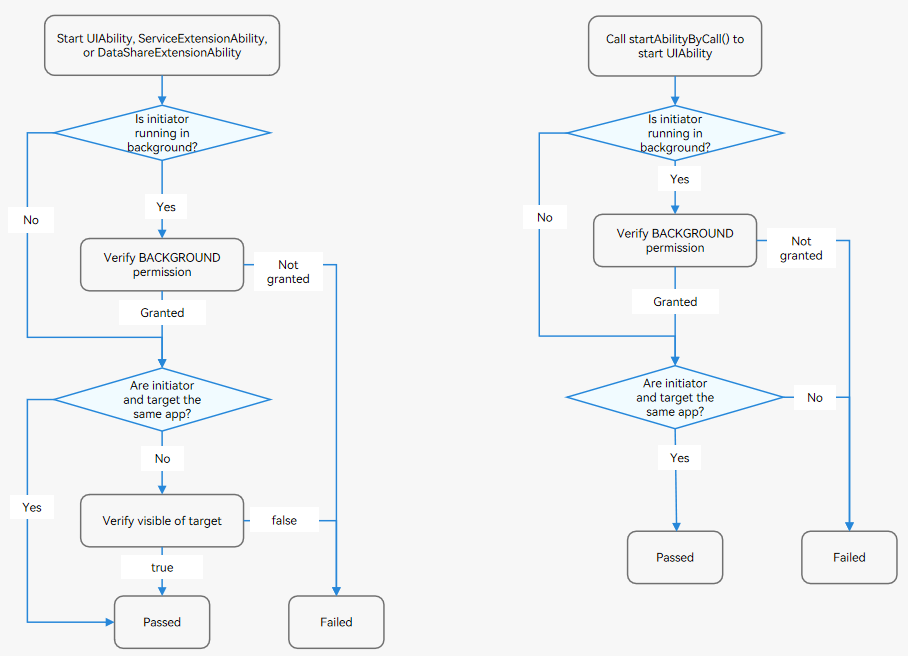 Start UIAbility, ServiceExtensionAbility,
or DataShareExtensionAbility
Is initiator
running in
background?
No
Yes
Verify BACKGROUND
permission
Not
granted
Granted
Are initiator
and target the
same app?
No
Yes
Verify visible of target
false
true
Passed
Failed
Call startAbilityByCall() to
start UIAbility
Is initiator
running in
background?
Yes
No
Verify BACKGROUND
permission
Not
granted
Granted
Are initiator
and target the
same app?
No
Yes
Passed
Failed